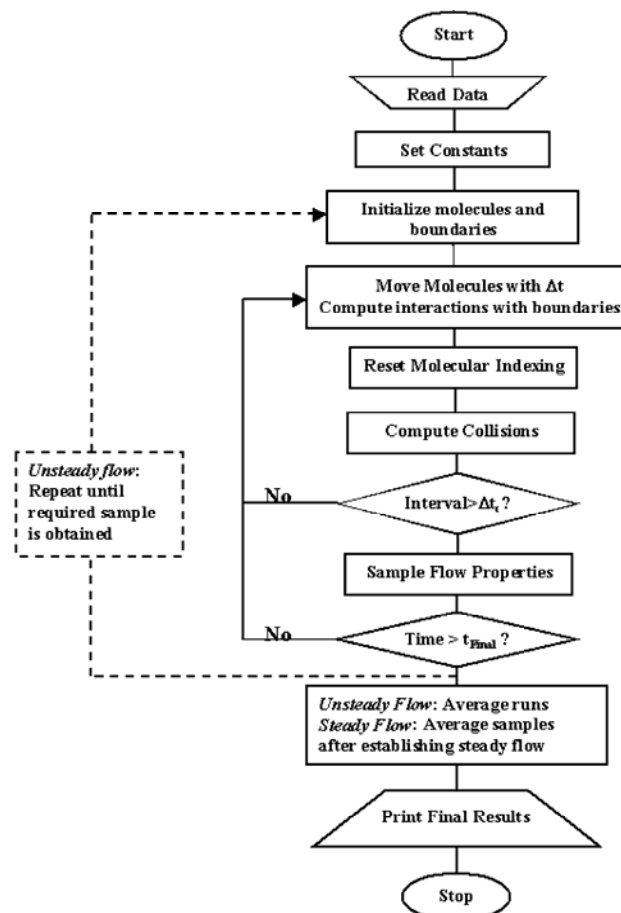 Start
Read Data
Set Constants
Initialize molecules and
boundaries
Move Molecules with Δt
Compute interactions with boundaries
Reset Molecular Indexing
Compute Collisions
Unsteady flow:
Repeat until
required sample
is obtained
No
Interval>Δtₜ?
Sample Flow Properties
No
Time > t_Final ?
Unsteady Flow: Average runs
Steady Flow: Average samples
after establishing steady flow
Print Final Results
Stop